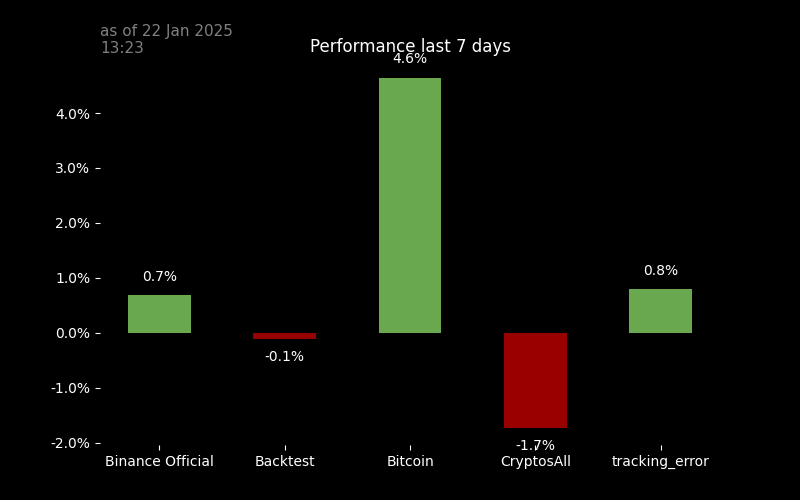 as of 22 Jan 2025
13:23
Performance last 7 days
4.6%
4.0%
3.0%
2.0%
1.0%
0.0%
-1.0%
-2.0%
0.7%
-0.1%
0.8%
-1.7%
Binance Official
Backtest
Bitcoin
CryptosAll
tracking_error